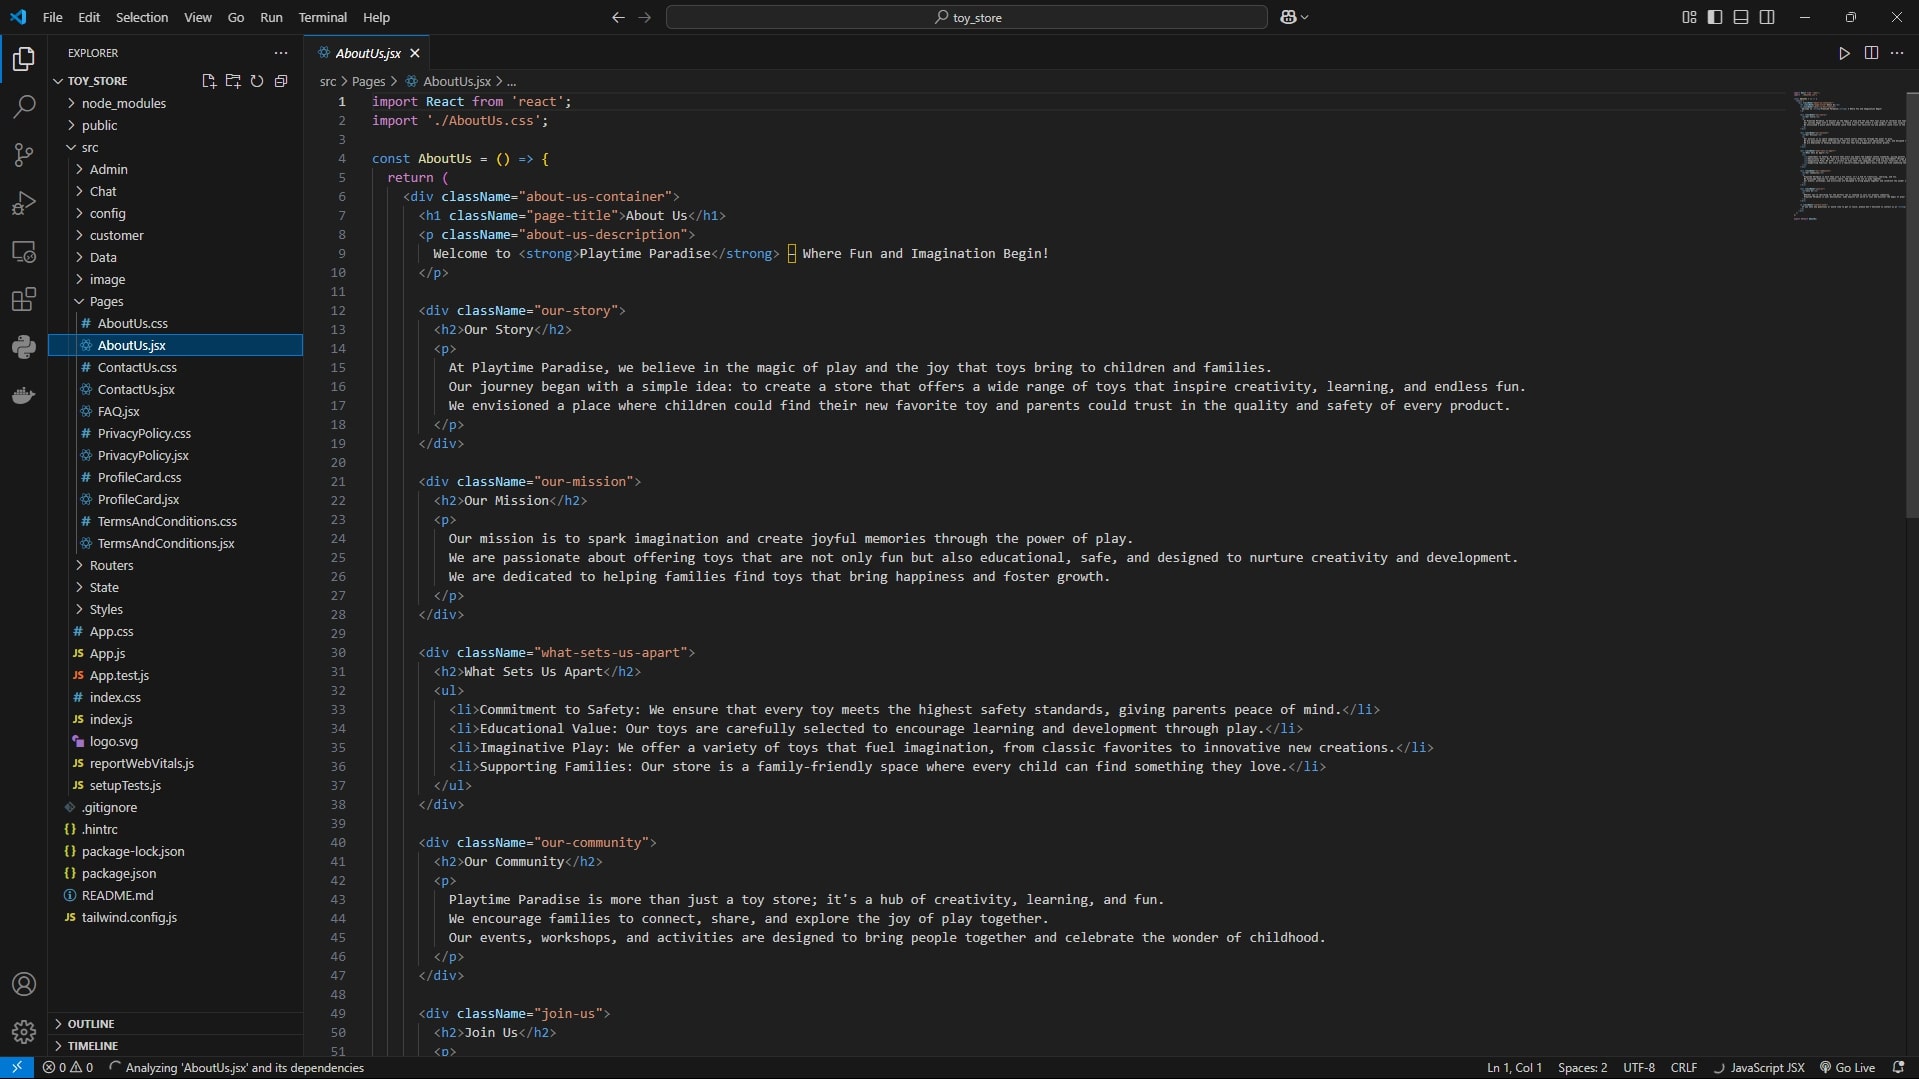 File Edit Selection View Go Run Terminal Help
toy_store
EXPLORER
TOY_STORE
node_modules
public
src
Admin
Chat
config
customer
Data
image
Pages
AboutUs.css
AboutUs.jsx
ContactUs.css
ContactUs.jsx
FAQ.jsx
PrivacyPolicy.css
PrivacyPolicy.jsx
ProfileCard.css
ProfileCard.jsx
TermsAndConditions.css
TermsAndConditions.jsx
Routers
State
Styles
App.css
App.js
App.test.js
index.css
index.js
logo.svg
reportWebVitals.js
setupTests.js
.gitignore
.hintrc
package-lock.json
package.json
README.md
tailwind.config.js
OUTLINE
TIMELINE
AboutUs.jsx
src > Pages > AboutUs.jsx > ...
1 import React from 'react';
2 import './AboutUs.css';
3
4 const AboutUs = () => {
5 return (
6 <div className="about-us-container">
7 <h1 className="page-title">About Us</h1>
8 <p className="about-us-description">
9 Welcome to <strong>Playtime Paradise</strong> – Where Fun and Imagination Begin!
10 </p>
11
12 <div className="our-story">
13 <h2>Our Story</h2>
14 <p>
15 At Playtime Paradise, we believe in the magic of play and the joy that toys bring to children and families.
16 Our journey began with a simple idea: to create a store that offers a wide range of toys that inspire creativity, learning, and endless fun.
17 We envisioned a place where children could find their new favorite toy and parents could trust in the quality and safety of every product.
18 </p>
19 </div>
20
21 <div className="our-mission">
22 <h2>Our Mission</h2>
23 <p>
24 Our mission is to spark imagination and create joyful memories through the power of play.
25 We are passionate about offering toys that are not only fun but also educational, safe, and designed to nurture creativity and development.
26 We are dedicated to helping families find toys that bring happiness and foster growth.
27 </p>
28 </div>
29
30 <div className="what-sets-us-apart">
31 <h2>What Sets Us Apart</h2>
32 <ul>
33 <li>Commitment to Safety: We ensure that every toy meets the highest safety standards, giving parents peace of mind.</li>
34 <li>Educational Value: Our toys are carefully selected to encourage learning and development through play.</li>
35 <li>Imaginative Play: We offer a variety of toys that fuel imagination, from classic favorites to innovative new creations.</li>
36 <li>Supporting Families: Our store is a family-friendly space where every child can find something they love.</li>
37 </ul>
38 </div>
39
40 <div className="our-community">
41 <h2>Our Community</h2>
42 <p>
43 Playtime Paradise is more than just a toy store; it's a hub of creativity, learning, and fun.
44 We encourage families to connect, share, and explore the joy of play together.
45 Our events, workshops, and activities are designed to bring people together and celebrate the wonder of childhood.
46 </p>
47 </div>
48
49 <div className="join-us">
50 <h2>Join Us</h2>
51 <p>
0 0 Analyzing 'AboutUs.jsx' and its dependencies
Ln 1, Col 1 Spaces: 2 UTF-8 CRLF JavaScript JSX Go Live